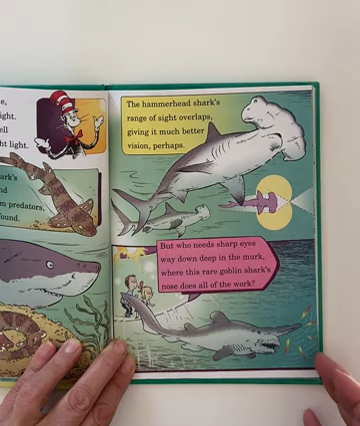 e,
ight.
ell
ht light.
ark's
nd
m predators,
found.
The hammerhead shark's
range of sight overlaps,
giving it much better
vision, perhaps.
But who needs sharp eyes
way down deep in the murk,
where this rare goblin shark's
nose does all of the work?